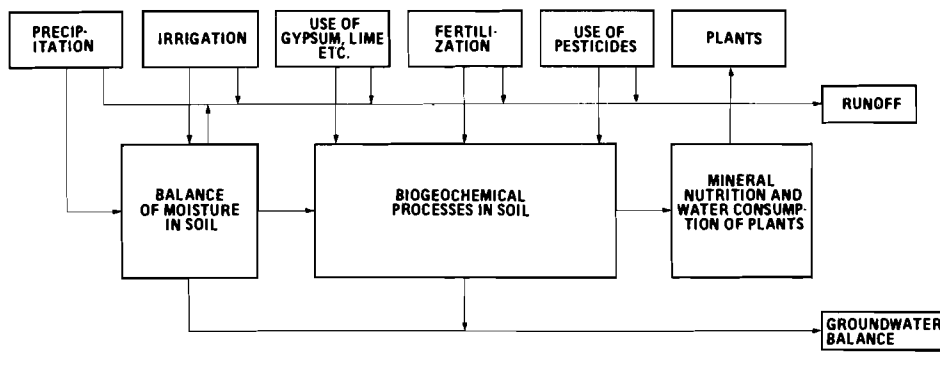 PRECIP-
ITATION
IRRIGATION
USE OF
GYPSUM, LIME
ETC.
FERTILI-
ZATION
USE OF
PESTICIDES
PLANTS
RUNOFF
BALANCE
OF MOISTURE
IN SOIL
BIOGEOCHEMICAL
PROCESSES IN SOIL
MINERAL
NUTRITION AND
WATER CONSUMP-
TION OF PLANTS
GROUNDWATER
BALANCE